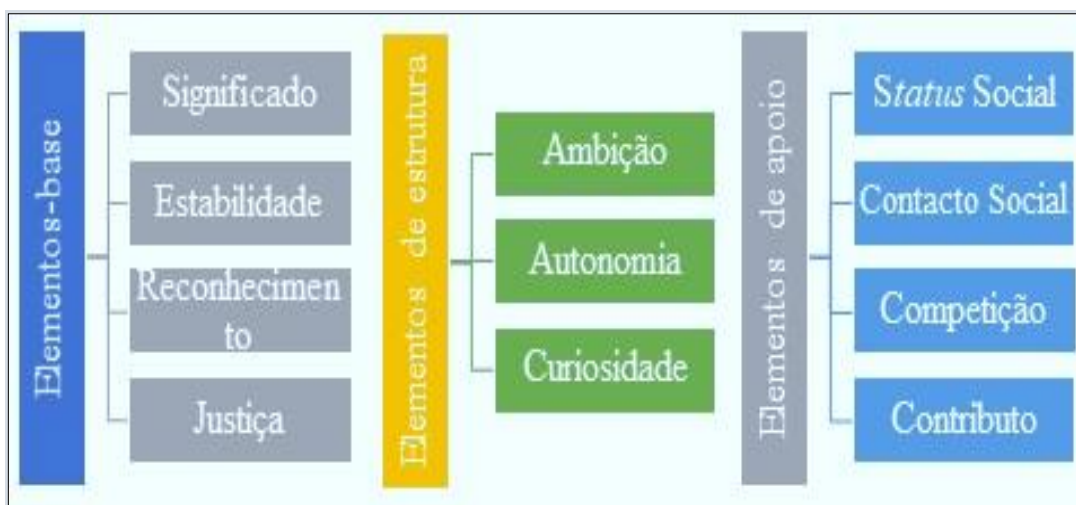 Elementos-base
Significado
Estabilidade
Reconhecimen
to
Justiça
Elementos de estrutura
Ambição
Autonomia
Curiosidade
Elementos de apoio
Status Social
Contacto Social
Competição
Contributo